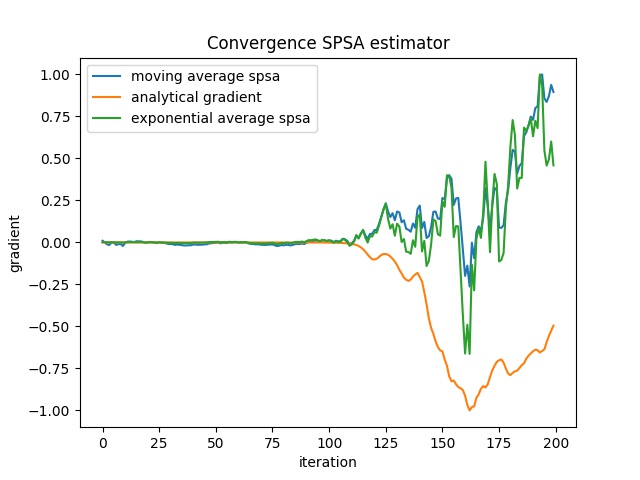 Convergence SPSA estimator
moving average spsa
analytical gradient
exponential average spsa
1.00
0.75
0.50
0.25
0.00
−0.25
−0.50
−0.75
−1.00
gradient
0 25 50 75 100 125 150 175 200
iteration